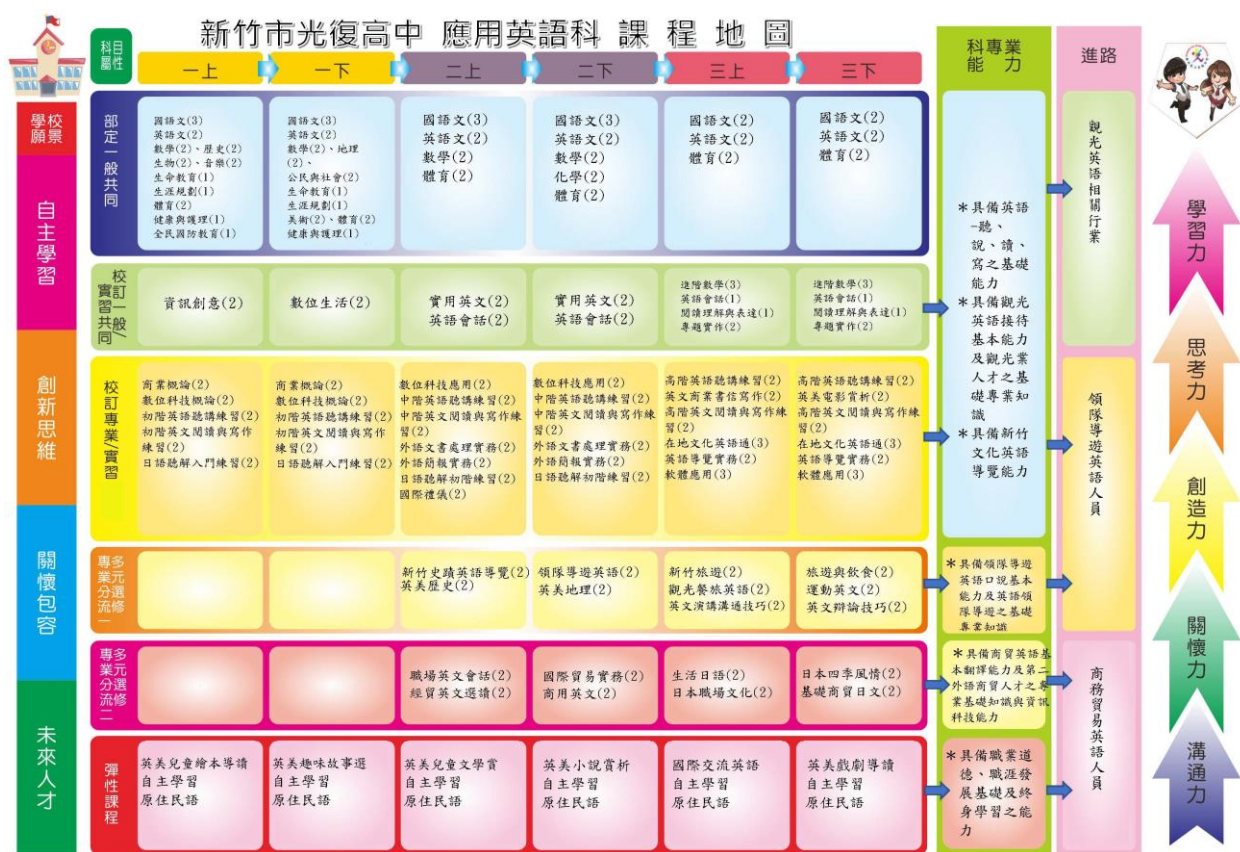 新竹市光復高中 應用英語科 課 程 地 圖
科目
屬性
一上
一下
二上
二下
三上
三下
科專業
能 力
進路
學校
願景
自主學習
創新思維
關懷包容
未來人才
部定一般共同
國語文(3)
英語文(2)
數學(2)、歷史(2)
生物(2)、音樂(2)
生命教育(1)
生涯規劃(1)
體育(2)
健康與護理(1)
全民國防教育(1)
國語文(3)
英語文(2)
數學(2)、地理
(2)、
公民與社會(2)
生命教育(1)
生涯規劃(1)
美術(2)、體育(2)
健康與護理(1)
國語文(3)
英語文(2)
數學(2)
體育(2)
國語文(3)
英語文(2)
數學(2)
化學(2)
體育(2)
國語文(2)
英語文(2)
體育(2)
國語文(2)
英語文(2)
體育(2)
校訂一般/
實習共同
資訊創意(2)
數位生活(2)
實用英文(2)
英語會話(2)
實用英文(2)
英語會話(2)
進階數學(3)
英語會話(1)
閱讀理解與表達(1)
專題實作(2)
進階數學(3)
英語會話(1)
閱讀理解與表達(1)
專題實作(2)
校訂專業/實習
商業概論(2)
數位科技概論(2)
初階英語聽講練習(2)
初階英文閱讀與寫作
練習(2)
日語聽解入門練習(2)
商業概論(2)
數位科技概論(2)
初階英語聽講練習(2)
初階英文閱讀與寫作
練習(2)
日語聽解入門練習(2)
數位科技應用(2)
中階英語聽講練習(2)
中階英文閱讀與寫作練
習(2)
外語文書處理實務(2)
外語簡報實務(2)
日語聽解初階練習(2)
國際禮儀(2)
數位科技應用(2)
中階英語聽講練習(2)
中階英文閱讀與寫作練
習(2)
外語文書處理實務(2)
外語簡報實務(2)
日語聽解初階練習(2)
高階英語聽講練習(2)
英文商業書信寫作(2)
高階英文閱讀與寫作練
習(2)
在地文化英語通(3)
英語導覽實務(2)
軟體應用(3)
高階英語聽講練習(2)
英美電影賞析(2)
高階英文閱讀與寫作練
習(2)
在地文化英語通(3)
英語導覽實務(2)
軟體應用(3)
多元選修
專業分流一
新竹史蹟英語導覽(2)
英美歷史(2)
領隊導遊英語(2)
英美地理(2)
新竹旅遊(2)
觀光餐旅英語(2)
英文演講溝通技巧(2)
旅遊與飲食(2)
運動英文(2)
英文辯論技巧(2)
多元選修
專業分流二
職場英文會話(2)
經貿英文選讀(2)
國際貿易實務(2)
商用英文(2)
生活日語(2)
日本職場文化(2)
日本四季風情(2)
基礎商貿日文(2)
彈性課程
英美兒童繪本導讀
自主學習
原住民語
英美趣味故事選
自主學習
原住民語
英美兒童文學賞
自主學習
原住民語
英美小說賞析
自主學習
原住民語
國際交流英語
自主學習
原住民語
英美戲劇導讀
自主學習
原住民語
＊具備英語
-聽、
說、讀、
寫之基礎
能力
＊具備觀光
英語接待
基本能力
及觀光業
人才之基
礎專業知
識
＊具備新竹
文化英語
導覽能力
＊具備領隊導遊
英語口說基本
能力及英語領
隊導遊之基礎
專業知識
＊具備商貿英語基
本翻譯能力及第二
外語商貿人才之專
業基礎知識與資訊
科技能力
＊具備職業道
德、職涯發
展基礎及終
身學習之能
力
觀光英語相關行業
領隊導遊英語人員
商務貿易英語人員
學習力
思考力
創造力
關懷力
溝通力